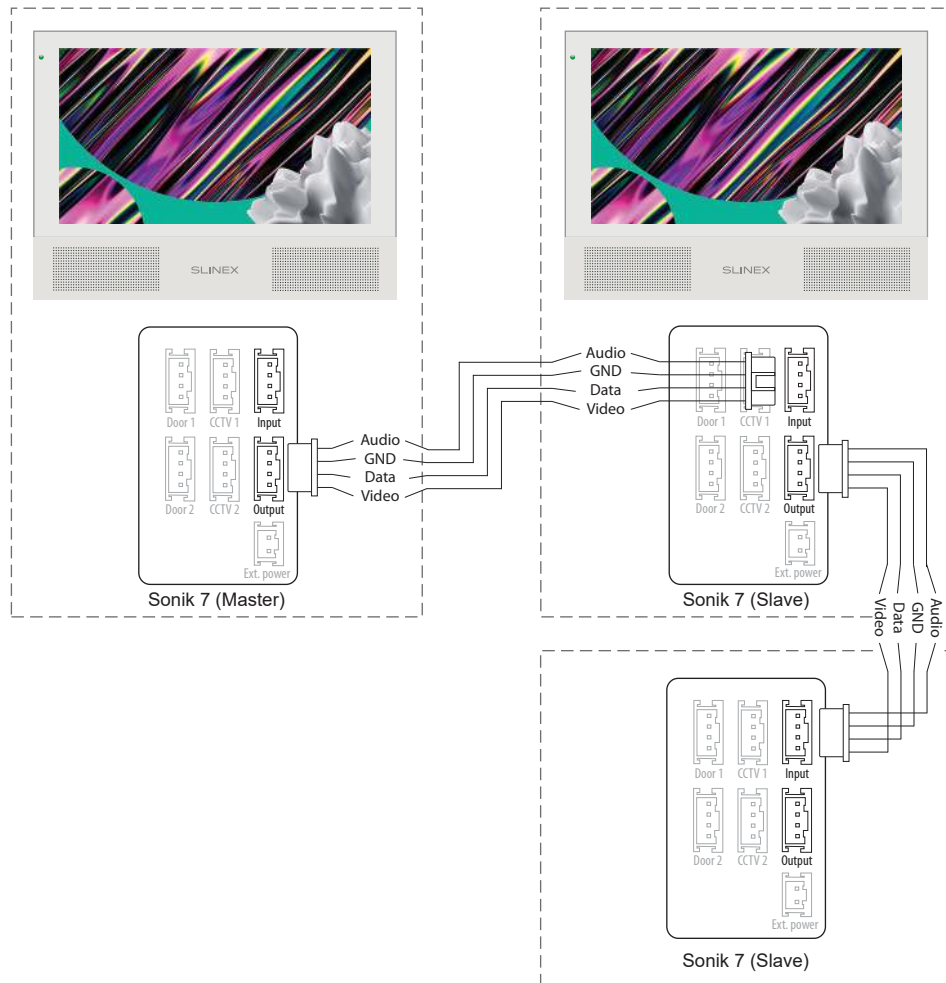 SLINEX
SLINEX
Door 1 CCTV 1 Input
Door 2 CCTV 2 Output
Ext. power
Audio
GND
Data
Video
Sonik 7 (Master)
Audio
GND
Data
Video
Door 1 CCTV 1 Input
Door 2 CCTV 2 Output
Ext. power
Sonik 7 (Slave)
Video
Data
GND
Audio
Door 1 CCTV 1 Input
Door 2 CCTV 2 Output
Ext. power
Sonik 7 (Slave)